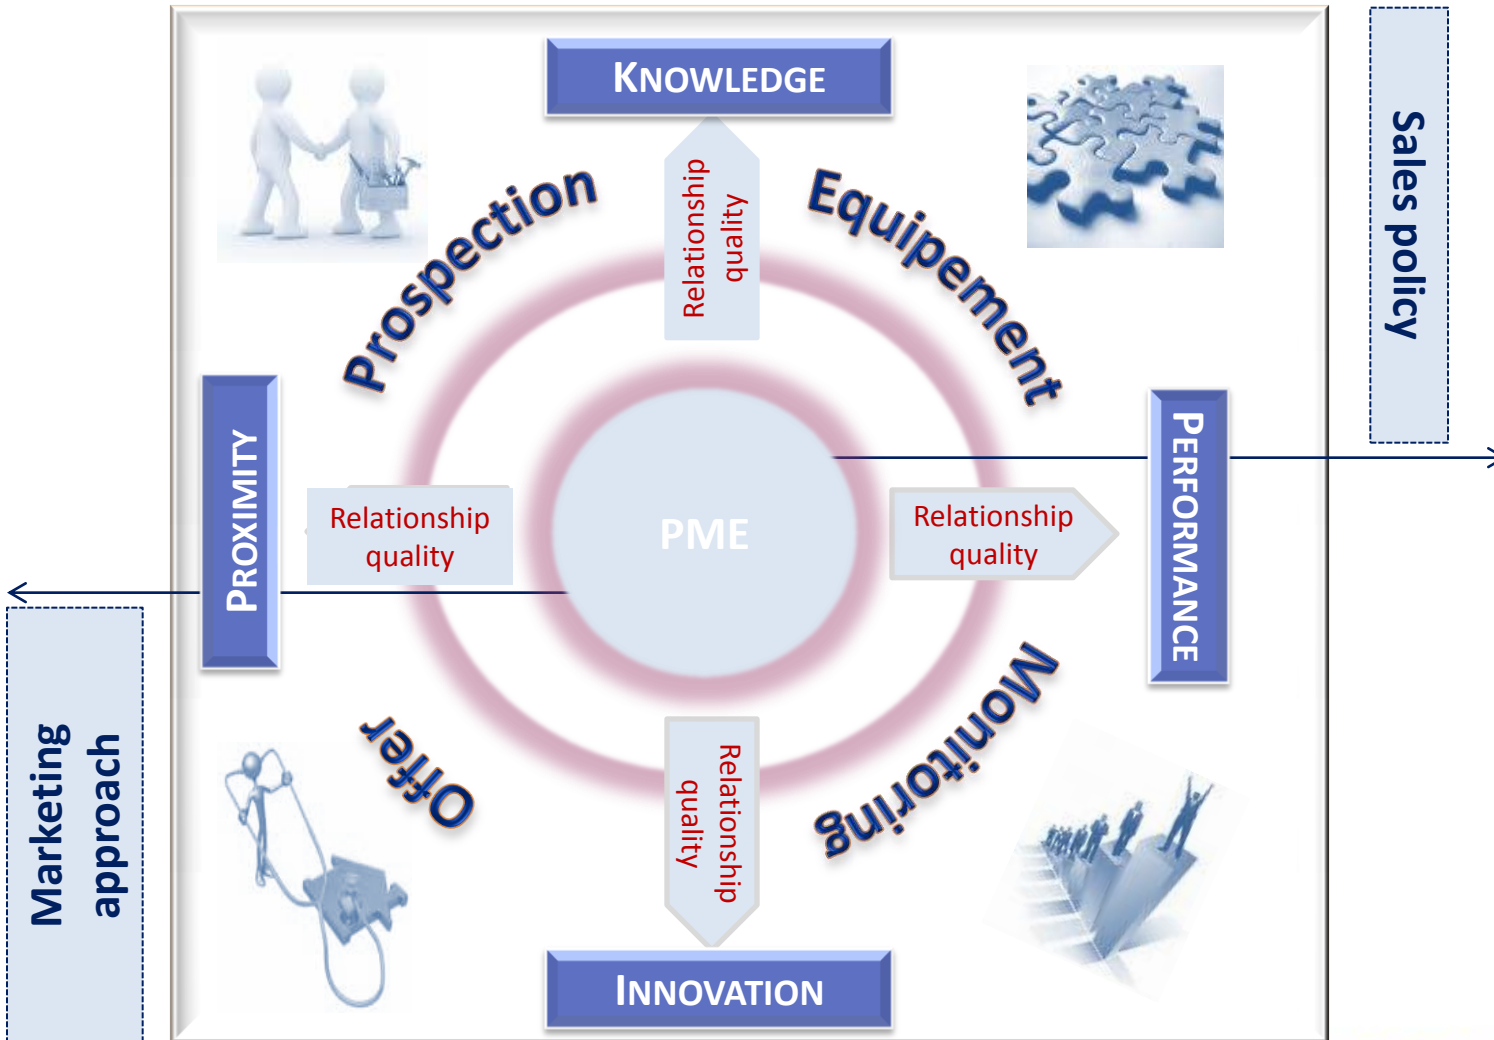 KNOWLEDGE
Sales policy
Prospection
Equipement
Relationship
quality
PROXIMITY
Relationship
quality
PME
Relationship
quality
PERFORMANCE
Marketing
approach
Offer
Relationship
quality
Monitoring
INNOVATION